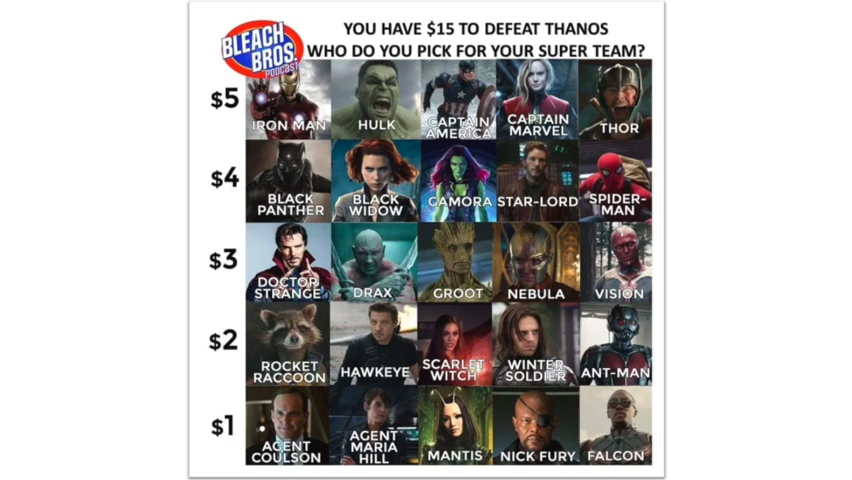 BLEACH
BROS.
PODCAST
YOU HAVE $15 TO DEFEAT THANOS
WHO DO YOU PICK FOR YOUR SUPER TEAM?
$5
IRON MAN
HULK
CAPTAIN
AMERICA
CAPTAIN
MARVEL
THOR
$4
BLACK
PANTHER
BLACK
WIDOW
GAMORA
STAR-LORD
SPIDER-
MAN
$3
DOCTOR
STRANGE
DRAX
GROOT
NEBULA
VISION
$2
ROCKET
RACCOON
HAWKEYE
SCARLET
WITCH
WINTER
SOLDIER
ANT-MAN
$1
AGENT
COULSON
AGENT
MARIA
HILL
MANTIS
NICK FURY
FALCON